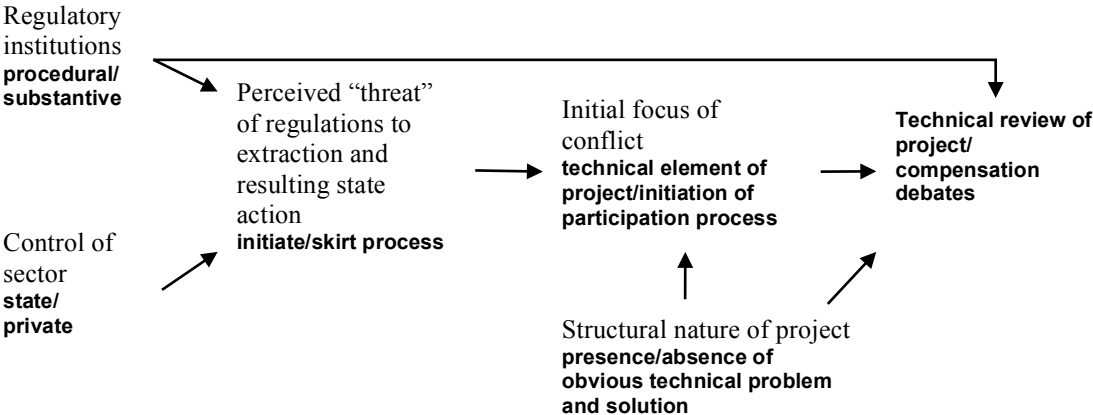 Regulatory
institutions
procedural/
substantive
Perceived “threat”
of regulations to
extraction and
resulting state
action
initiate/skirt process
Initial focus of
conflict
technical element of
project/initiation of
participation process
Technical review of
project/
compensation
debates
Control of
sector
state/
private
Structural nature of project
presence/absence of
obvious technical problem
and solution